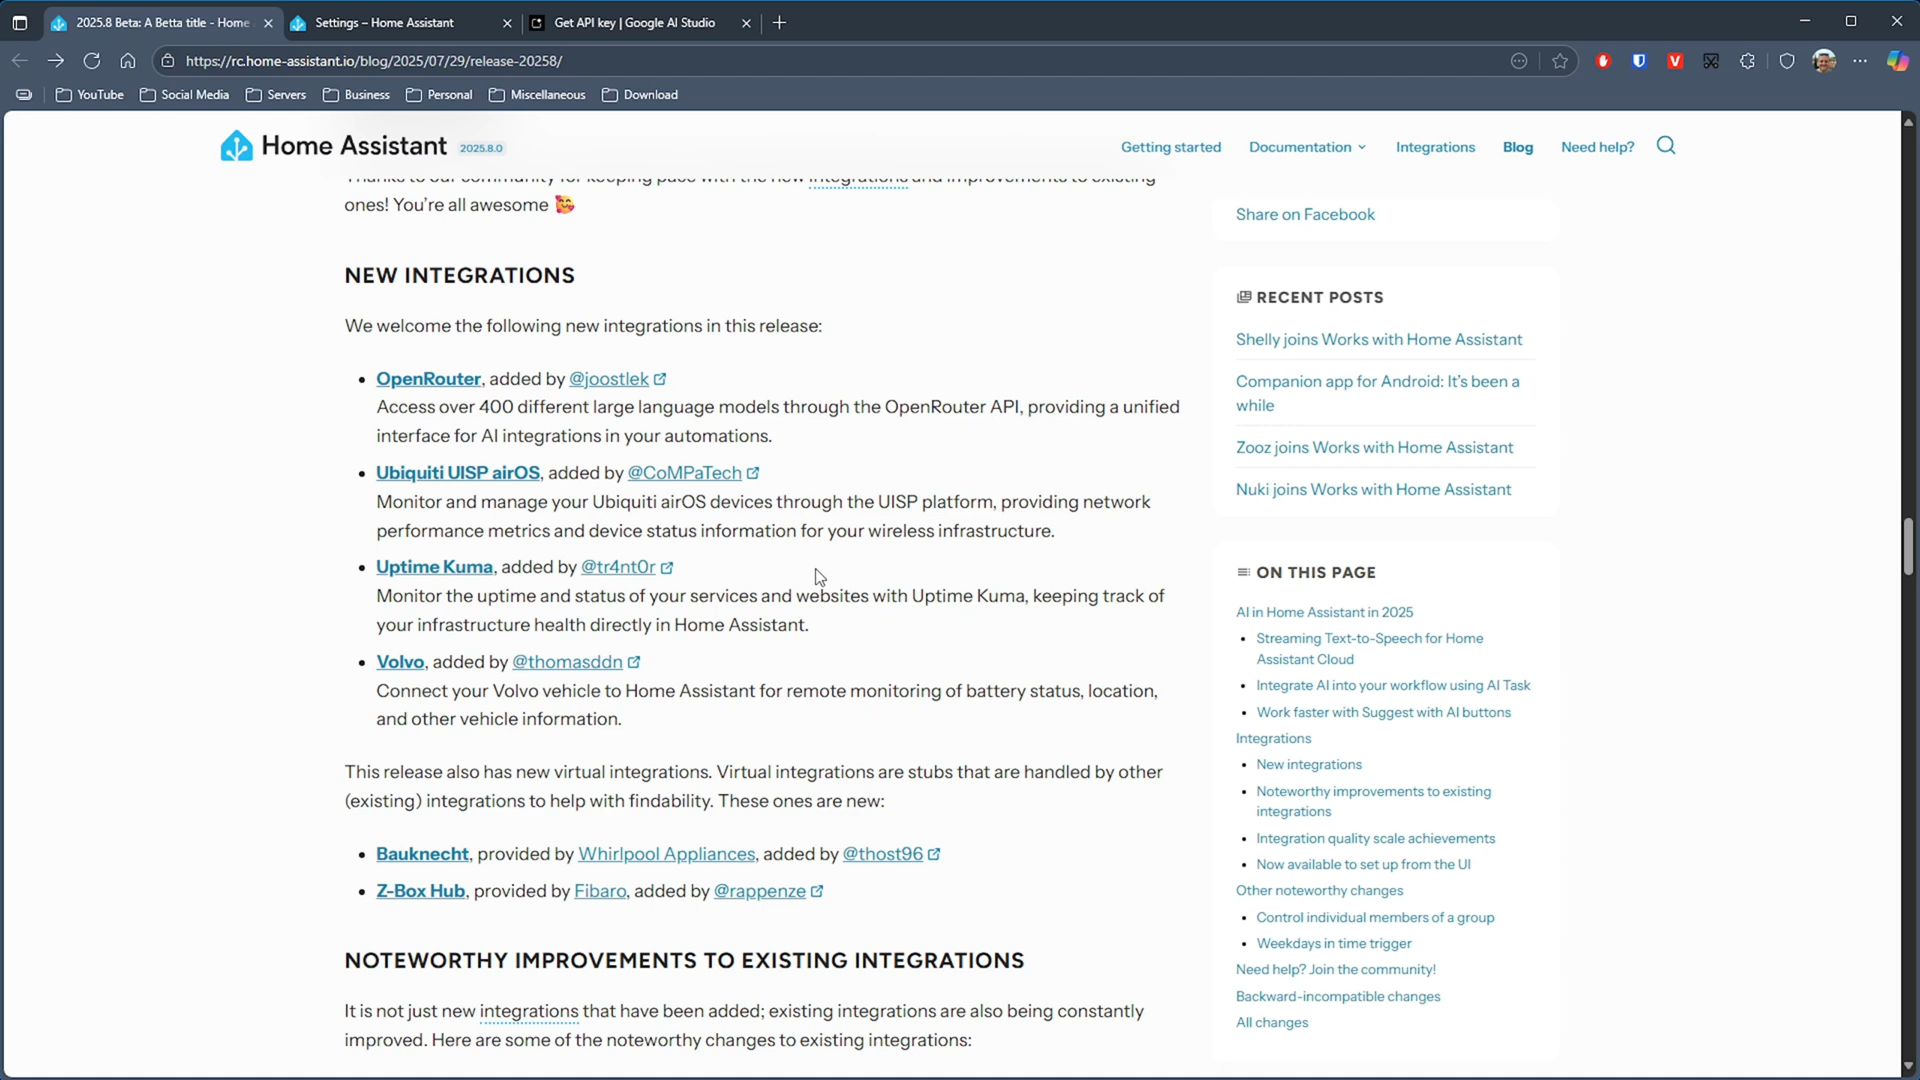 2025.8 Beta: A Betta title - Home
Settings – Home Assistant
Get API key | Google AI Studio
https://rc.home-assistant.io/blog/2025/07/29/release-20258/
YouTube
Social Media
Servers
Business
Personal
Miscellaneous
Download
Home Assistant 2025.8.0
Getting started
Documentation
Integrations
Blog
Need help?
Thanks to our community for keeping pace with the new integrations and improvements to existing
ones! You're all awesome 🥰
NEW INTEGRATIONS
We welcome the following new integrations in this release:
• OpenRouter, added by @joostlek
Access over 400 different large language models through the OpenRouter API, providing a unified
interface for AI integrations in your automations.
• Ubiquiti UISP airOS, added by @CoMPaTech
Monitor and manage your Ubiquiti airOS devices through the UISP platform, providing network
performance metrics and device status information for your wireless infrastructure.
• Uptime Kuma, added by @tr4nt0r
Monitor the uptime and status of your services and websites with Uptime Kuma, keeping track of
your infrastructure health directly in Home Assistant.
• Volvo, added by @thomasddn
Connect your Volvo vehicle to Home Assistant for remote monitoring of battery status, location,
and other vehicle information.
This release also has new virtual integrations. Virtual integrations are stubs that are handled by other
(existing) integrations to help with findability. These ones are new:
• Bauknecht, provided by Whirlpool Appliances, added by @thost96
• Z-Box Hub, provided by Fibaro, added by @rappenze
NOTEWORTHY IMPROVEMENTS TO EXISTING INTEGRATIONS
It is not just new integrations that have been added; existing integrations are also being constantly
improved. Here are some of the noteworthy changes to existing integrations:
Share on Facebook
RECENT POSTS
Shelly joins Works with Home Assistant
Companion app for Android: It's been a
while
Zooz joins Works with Home Assistant
Nuki joins Works with Home Assistant
ON THIS PAGE
AI in Home Assistant in 2025
• Streaming Text-to-Speech for Home
Assistant Cloud
• Integrate AI into your workflow using AI Task
• Work faster with Suggest with AI buttons
Integrations
• New integrations
• Noteworthy improvements to existing
integrations
• Integration quality scale achievements
• Now available to set up from the UI
Other noteworthy changes
• Control individual members of a group
• Weekdays in time trigger
Need help? Join the community!
Backward-incompatible changes
All changes